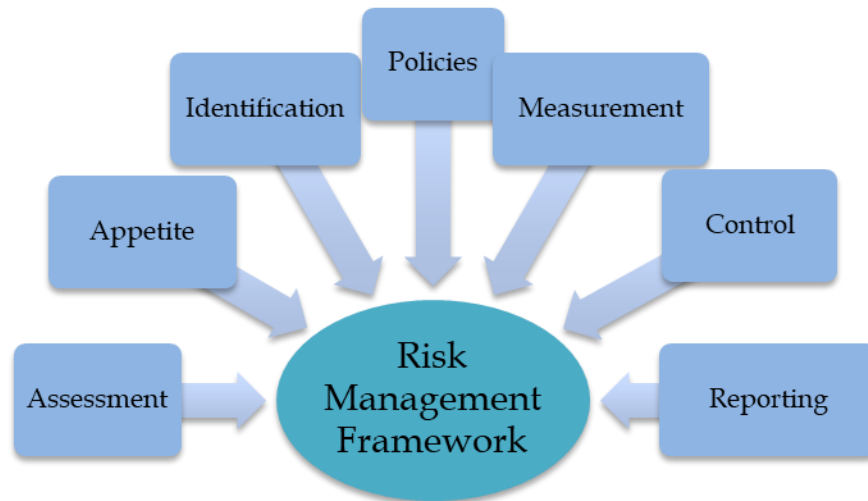 Policies
Identification
Measurement
Appetite
Control
Assessment
Risk
Management
Framework
Reporting